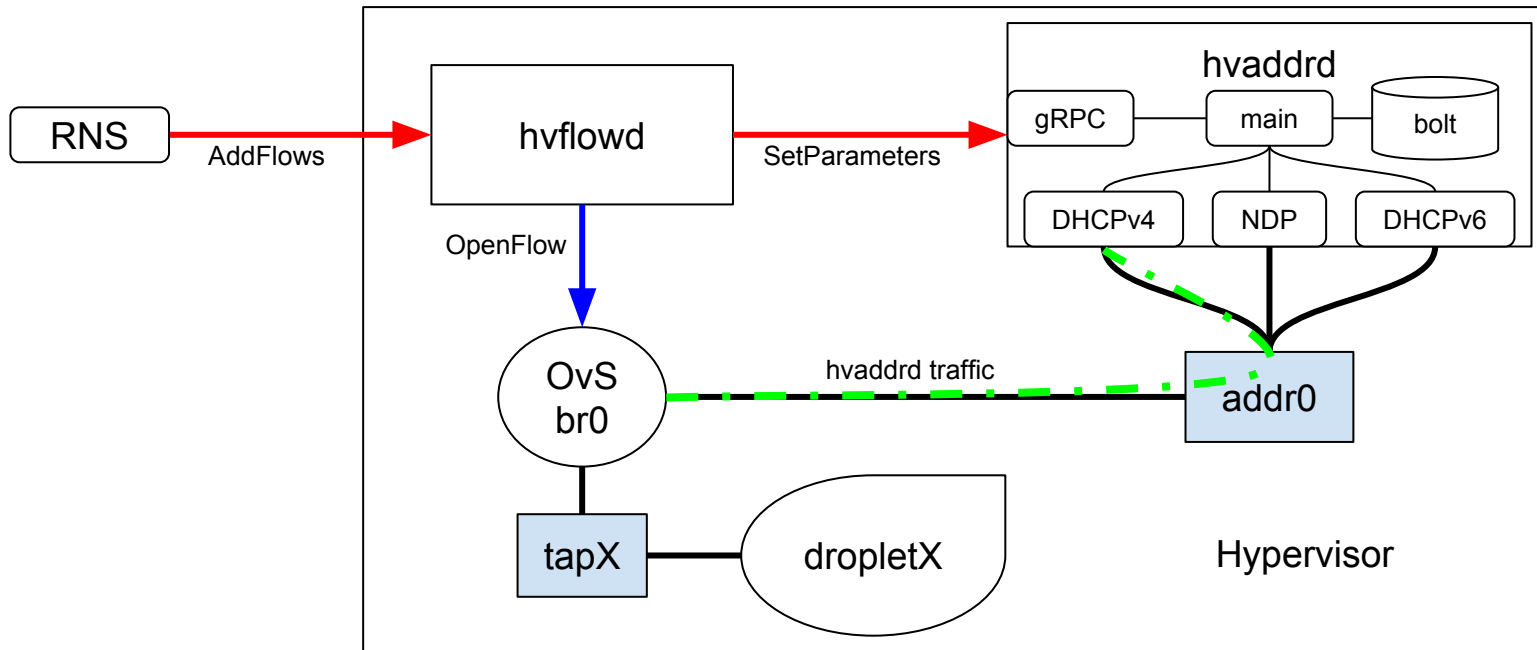 hvaddrd
RNS
AddFlows
hvflowd
SetParameters
gRPC
main
bolt
DHCPv4
NDP
DHCPv6
OpenFlow
OvS
br0
hvaddrd traffic
addr0
tapX
dropletX
Hypervisor